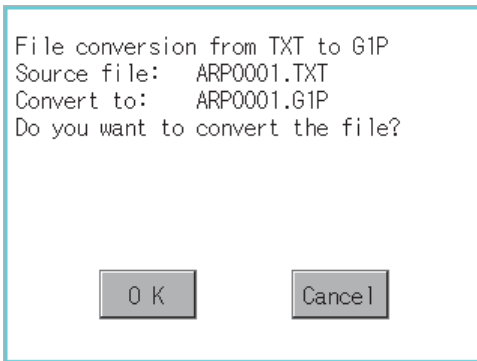 File conversion from TXT to G1P
Source file: ARP0001.TXT
Convert to: ARP0001.G1P
Do you want to convert the file?
O K
Cancel